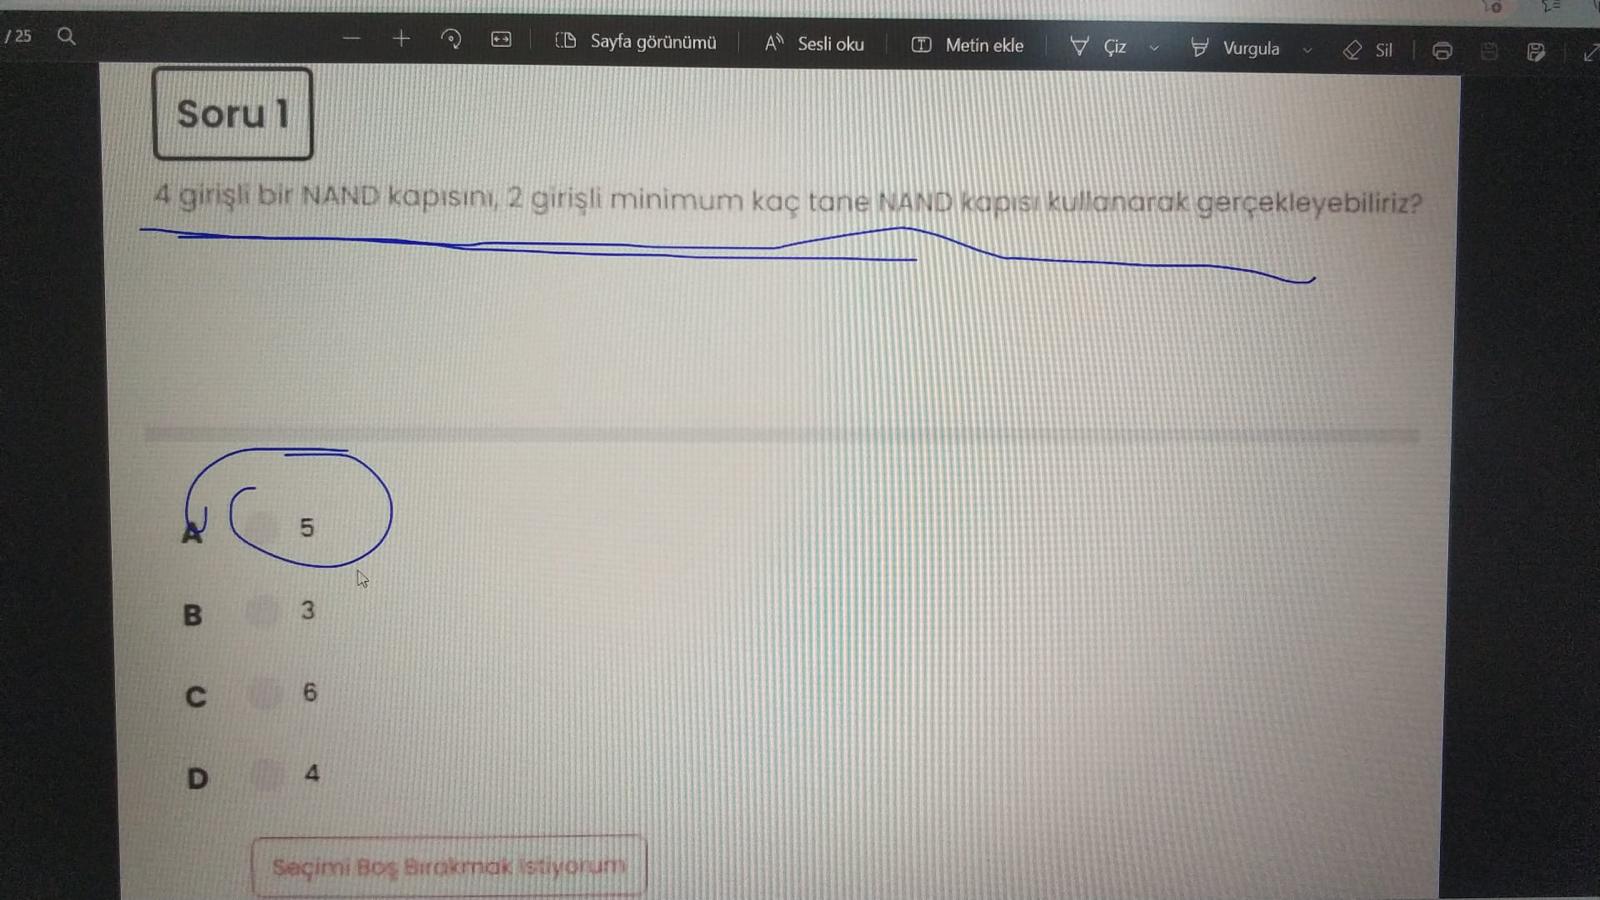 / 25
Sayfa görünümü
Sesli oku
Metin ekle
Çiz
Vurgula
Sil
Soru 1
4 girişli bir NAND kapısını, 2 girişli minimum kaç tane NAND kapısı kullanarak gerçekleyebiliriz?
A 5
B 3
C 6
D 4
Seçimi Boş Bırakmak istiyorum